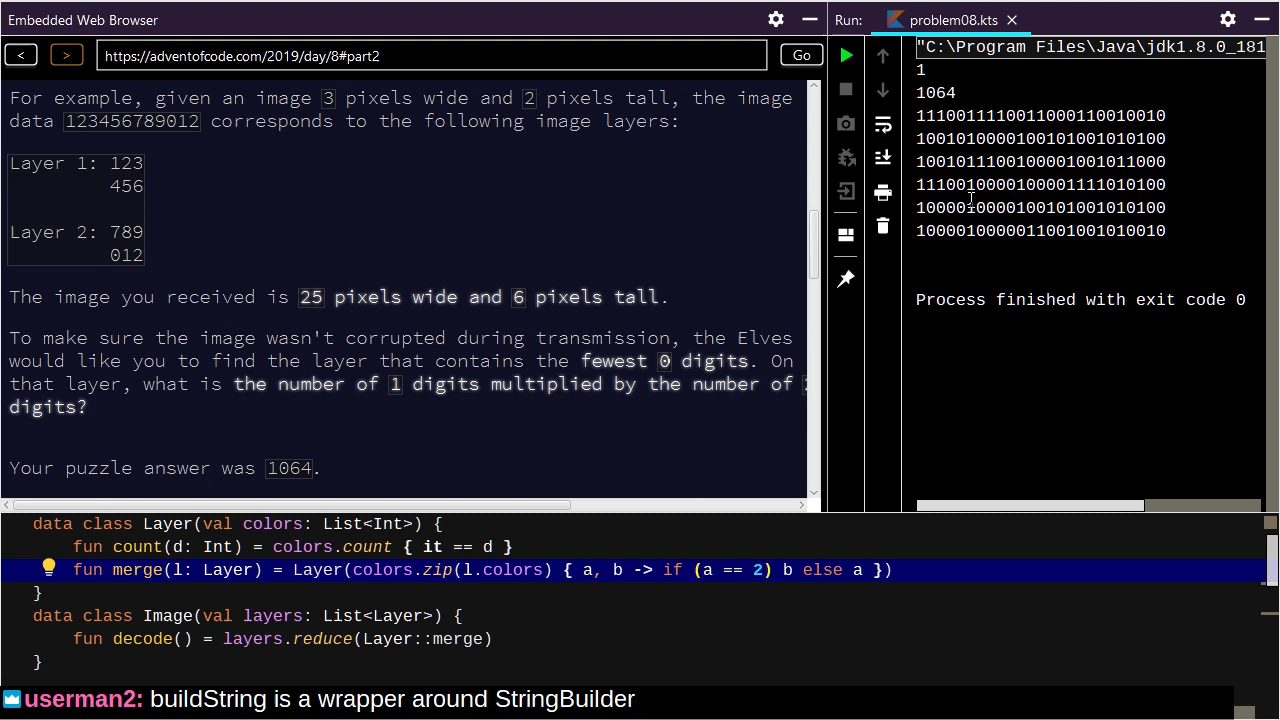 Embedded Web Browser
https://adventofcode.com/2019/day/8#part2
Go
For example, given an image 3 pixels wide and 2 pixels tall, the image
data 123456789012 corresponds to the following image layers:
Layer 1: 123
456
Layer 2: 789
012
The image you received is 25 pixels wide and 6 pixels tall.
To make sure the image wasn't corrupted during transmission, the Elves
would like you to find the layer that contains the fewest 0 digits. On
that layer, what is the number of 1 digits multiplied by the number of
digits?
Your puzzle answer was 1064.
Run: problem08.kts
"C:\Program Files\Java\jdk1.8.0_181
1
1064
1110011110011000110010010
1001010000100101001010100
1001011100100001001011000
1110010000100001111010100
1000010000100101001010100
1000010000011001001010010
Process finished with exit code 0
data class Layer(val colors: List<Int>) {
fun count(d: Int) = colors.count { it == d }
fun merge(l: Layer) = Layer(colors.zip(l.colors) { a, b -> if (a == 2) b else a })
}
data class Image(val layers: List<Layer>) {
fun decode() = layers.reduce(Layer::merge)
}
userman2: buildString is a wrapper around StringBuilder